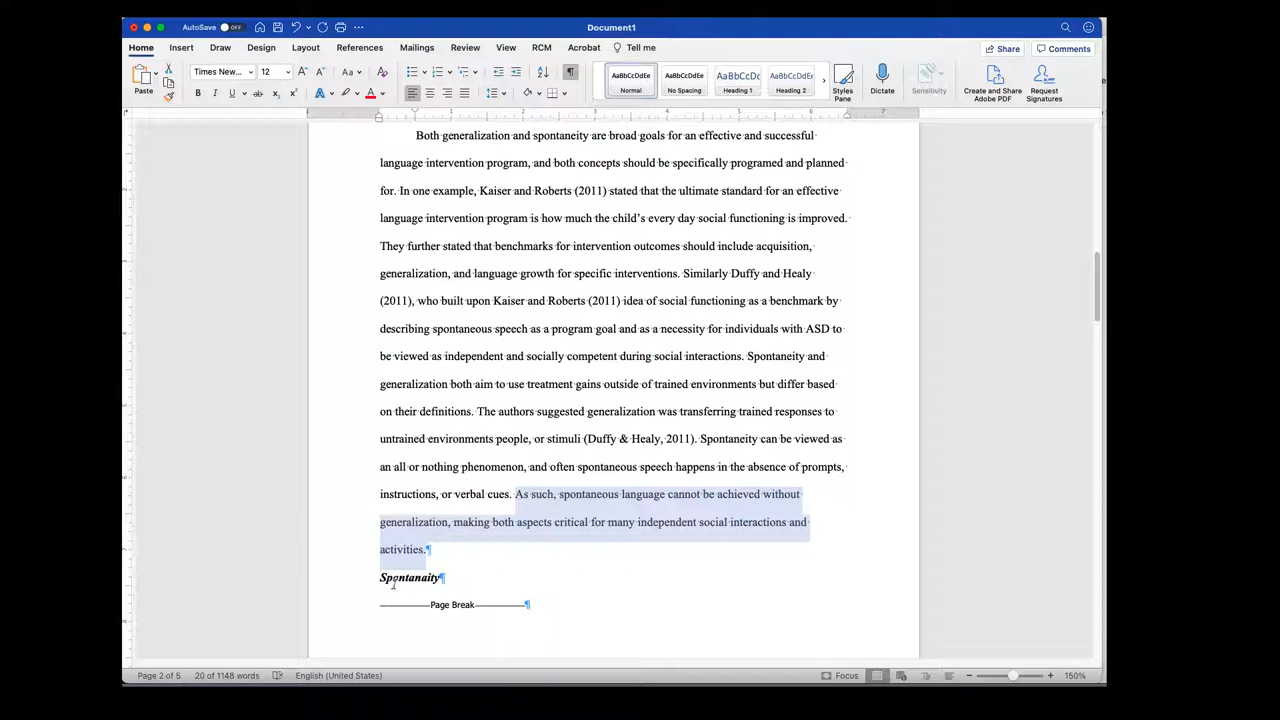 AutoSave OFF
Document1
Home Insert Draw Design Layout References Mailings Review View RCM Acrobat Tell me
Share Comments
Paste
Times New... 12
AaBbCcDdEe Normal
AaBbCcDdEe No Spacing
AaBbCcDc Heading 1
AaBbCcDdEe Heading 2
Styles Pane
Dictate
Sensitivity
Create and Share Adobe PDF
Request Signatures
Both generalization and spontaneity are broad goals for an effective and successful
language intervention program, and both concepts should be specifically programed and planned
for. In one example, Kaiser and Roberts (2011) stated that the ultimate standard for an effective
language intervention program is how much the child's every day social functioning is improved.
They further stated that benchmarks for intervention outcomes should include acquisition,
generalization, and language growth for specific interventions. Similarly Duffy and Healy
(2011), who built upon Kaiser and Roberts (2011) idea of social functioning as a benchmark by
describing spontaneous speech as a program goal and as a necessity for individuals with ASD to
be viewed as independent and socially competent during social interactions. Spontaneity and
generalization both aim to use treatment gains outside of trained environments but differ based
on their definitions. The authors suggested generalization was transferring trained responses to
untrained environments people, or stimuli (Duffy & Healy, 2011). Spontaneity can be viewed as
an all or nothing phenomenon, and often spontaneous speech happens in the absence of prompts,
instructions, or verbal cues. As such, spontaneous language cannot be achieved without
generalization, making both aspects critical for many independent social interactions and
activities.¶
Spontanaity¶
Page Break¶
Page 2 of 5 20 of 1148 words English (United States) Focus 150%